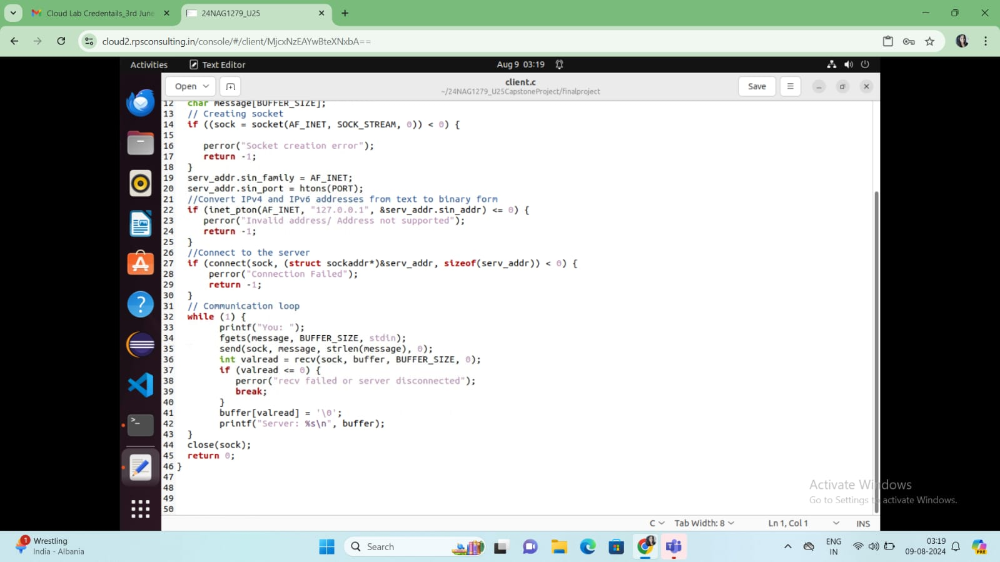 Cloud Lab Credentails_3rd June
24NAG1279_U25
cloud2.rpsconsulting.in/console/#/client/MjcxNzEAYwBteXNxbA==
Activities Text Editor Aug 9 03:19
Open client.c Save
~/24NAG1279_U25CapstoneProject/finalproject
12 char message[BUFFER_SIZE];
13 // Creating socket
14 if ((sock = socket(AF_INET, SOCK_STREAM, 0)) < 0) {
15
16 perror("Socket creation error");
17 return -1;
18 }
19 serv_addr.sin_family = AF_INET;
20 serv_addr.sin_port = htons(PORT);
21 //Convert IPv4 and IPv6 addresses from text to binary form
22 if (inet_pton(AF_INET, "127.0.0.1", &serv_addr.sin_addr) <= 0) {
23 perror("Invalid address/ Address not supported");
24 return -1;
25 }
26 //Connect to the server
27 if (connect(sock, (struct sockaddr*)&serv_addr, sizeof(serv_addr)) < 0) {
28 perror("Connection Failed");
29 return -1;
30 }
31 // Communication loop
32 while (1) {
33 printf("You: ");
34 fgets(message, BUFFER_SIZE, stdin);
35 send(sock, message, strlen(message), 0);
36 int valread = recv(sock, buffer, BUFFER_SIZE, 0);
37 if (valread <= 0) {
38 perror("recv failed or server disconnected");
39 break;
40 }
41 buffer[valread] = '\0';
42 printf("Server: %s\n", buffer);
43 }
44 close(sock);
45 return 0;
46 }
47
48
49
50
Activate Windows
Go to Settings to activate Windows.
C Tab Width: 8 Ln 1, Col 1 INS
1 Wrestling
India - Albania
Search
ENG
IN
03:19
09-08-2024
PRE